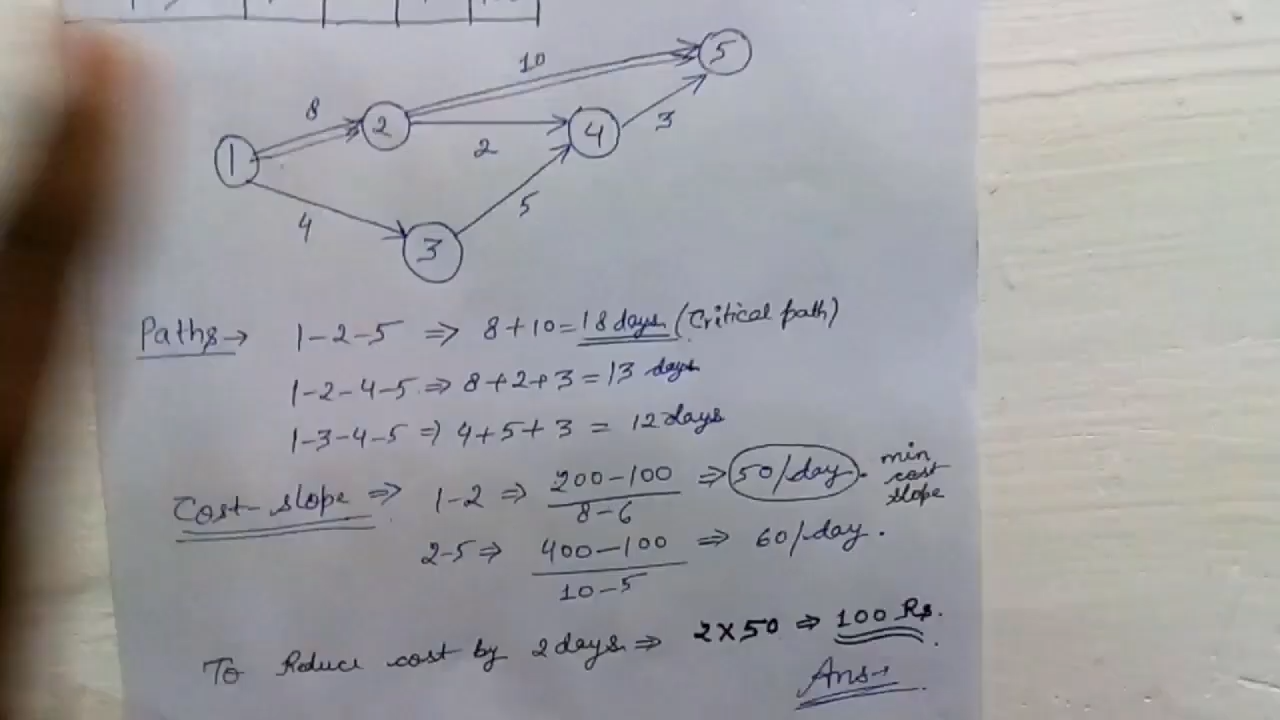 10
5
8
2
4
3
1
2
5
4
3
Paths → 1-2-5 ⇒ 8+10=18 days (Critical path)
1-2-4-5 ⇒ 8+2+3=13 days
1-3-4-5 ⇒ 4+5+3 = 12 days
Cost-slope ⇒ 1-2 ⇒ 200-100 / 8-6 ⇒ 50/day. min cost slope
2-5 ⇒ 400-100 / 10-5 ⇒ 60/day.
To Reduce cost by 2 days ⇒ 2×50 ⇒ 100 Rs.
Ans →